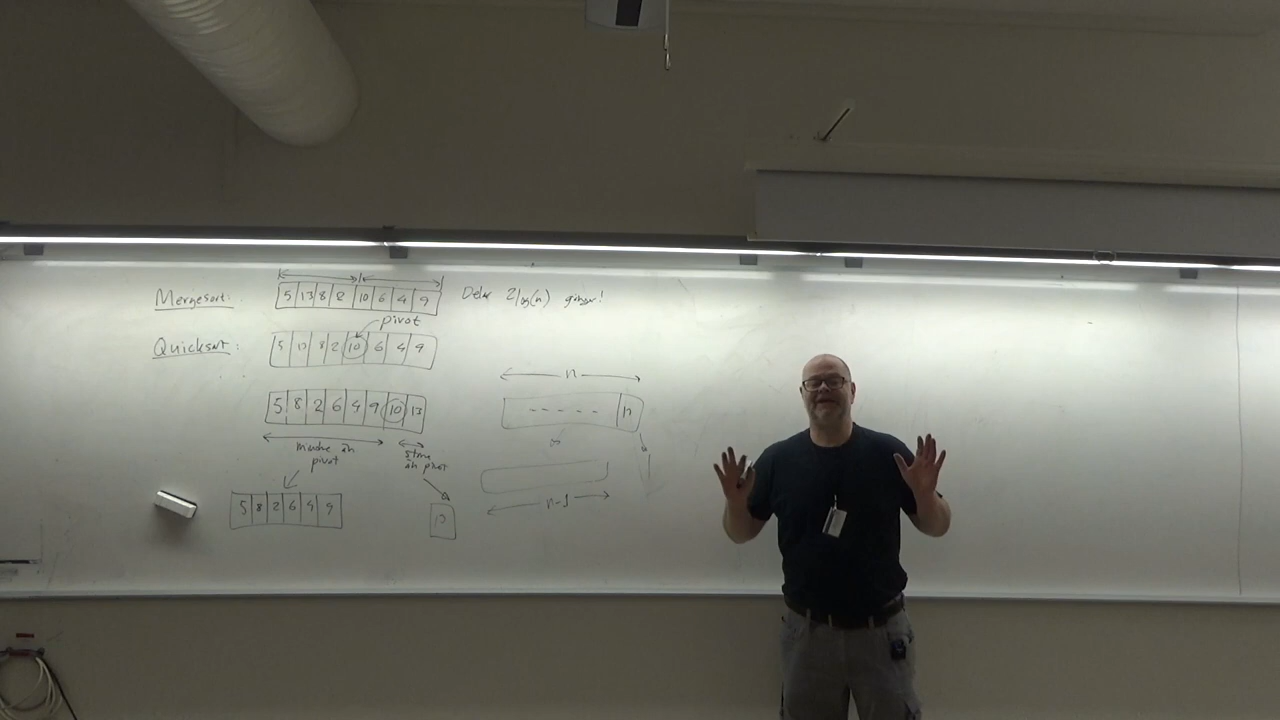 Mergesort: 5 13 8 2 10 6 4 9 Delar 2log(n) gånger!
pivot
Quicksort: 5 13 8 2 10 6 4 9
n
5 8 2 6 4 9 10 13 - - - - - n
mindre än pivot
större än pivot
n-1
5 8 2 6 4 9
13